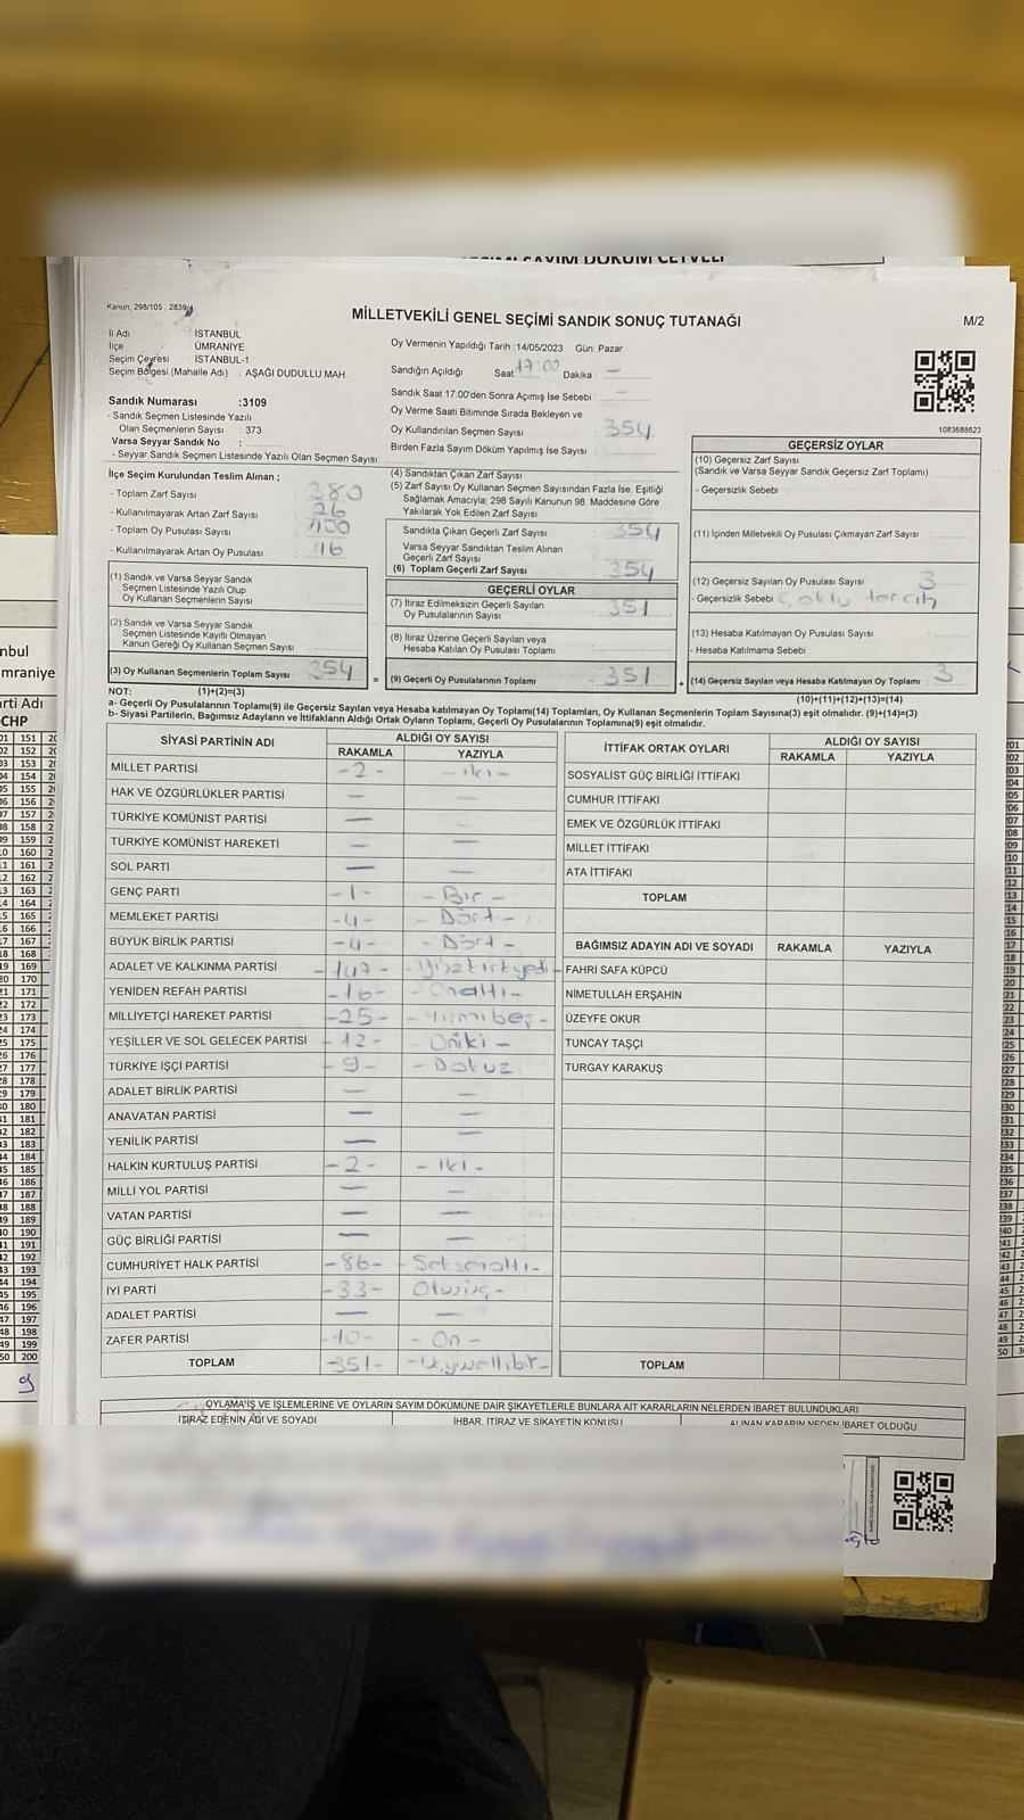 Kanun: 298/105, 2839/
MİLLETVEKİLİ GENEL SEÇİMİ SANDIK SONUÇ TUTANAĞI
M/2
İl Adı İSTANBUL
İlçe ÜMRANİYE
Seçim Çevresi İSTANBUL-1
Seçim Bölgesi (Mahalle Adı) : AŞAĞI DUDULLU MAH.
Sandık Numarası :3109
- Sandık Seçmen Listesinde Yazılı
Olan Seçmenlerin Sayısı : 373
Varsa Seyyar Sandık No :
- Seyyar Sandık Seçmen Listesinde Yazılı Olan Seçmen Sayısı
Oy Vermenin Yapıldığı Tarih :14/05/2023 Gün: Pazar
Sandığın Açıldığı Saat 17:00 Dakika —
Sandık Saat 17.00'den Sonra Açılmış İse Sebebi —
Oy Verme Saati Bitiminde Sırada Bekleyen ve
Oy Kullandırılan Seçmen Sayısı 354
Birden Fazla Sayım Döküm Yapılmış İse Sayısı
1083688623
İlçe Seçim Kurulundan Teslim Alınan :
- Toplam Zarf Sayısı 380
- Kullanılmayarak Artan Zarf Sayısı 26
- Toplam Oy Pusulası Sayısı 400
- Kullanılmayarak Artan Oy Pusulası 46
(1) Sandık ve Varsa Seyyar Sandık
Seçmen Listesinde Yazılı Olup
Oy Kullanan Seçmenlerin Sayısı
(2) Sandık ve Varsa Seyyar Sandık
Seçmen Listesinde Kayıtlı Olmayan
Kanun Gereği Oy Kullanan Seçmen Sayısı
(3) Oy Kullanan Seçmenlerin Toplam Sayısı 354
(4) Sandıktan Çıkan Zarf Sayısı
(5) Zarf Sayısı Oy Kullanan Seçmen Sayısından Fazla İse, Eşitliği
Sağlamak Amacıyla; 298 Sayılı Kanunun 98. Maddesine Göre
Yakılarak Yok Edilen Zarf Sayısı
Sandıkta Çıkan Geçerli Zarf Sayısı 354
Varsa Seyyar Sandıktan Teslim Alınan
Geçerli Zarf Sayısı
(6) Toplam Geçerli Zarf Sayısı 354
GEÇERLİ OYLAR
(7) İtiraz Edilmeksizin Geçerli Sayılan
Oy Pusulalarının Sayısı 351
(8) İtiraz Üzerine Geçerli Sayılan veya
Hesaba Katılan Oy Pusulası Toplamı
= (9) Geçerli Oy Pusulalarının Toplamı 351 +
GEÇERSİZ OYLAR
(10) Geçersiz Zarf Sayısı
(Sandık ve Varsa Seyyar Sandık Geçersiz Zarf Toplamı)
- Geçersizlik Sebebi
(11) İçinden Milletvekili Oy Pusulası Çıkmayan Zarf Sayısı
(12) Geçersiz Sayılan Oy Pusulası Sayısı 3
- Geçersizlik Sebebi çoklu tercih
(13) Hesaba Katılmayan Oy Pusulası Sayısı
- Hesaba Katılmama Sebebi
(14) Geçersiz Sayılan veya Hesaba Katılmayan Oy Toplamı 3
NOT: (1)+(2)=(3) (10)+(11)+(12)+(13)=(14)
a- Geçerli Oy Pusulalarının Toplamı(9) ile Geçersiz Sayılan veya Hesaba katılmayan Oy Toplamı(14) Toplamları, Oy Kullanan Seçmenlerin Toplam Sayısına(3) eşit olmalıdır. (9)+(14)=(3)
b- Siyasi Partilerin, Bağımsız Adayların ve İttifakların Aldığı Ortak Oyların Toplamı, Geçerli Oy Pusulalarının Toplamına(9) eşit olmalıdır.
SİYASİ PARTİNİN ADI ALDIĞI OY SAYISI
RAKAMLA YAZIYLA
MİLLET PARTİSİ -2- - iki -
HAK VE ÖZGÜRLÜKLER PARTİSİ — —
TÜRKİYE KOMÜNİST PARTİSİ —
TÜRKİYE KOMÜNİST HAREKETİ — —
SOL PARTİ — —
GENÇ PARTİ -1- - Bir -
MEMLEKET PARTİSİ -4- - Dört -
BÜYÜK BİRLİK PARTİSİ -4- - Dört -
ADALET VE KALKINMA PARTİSİ -147- - Yüzkırkyedi -
YENİDEN REFAH PARTİSİ -16- - Onaltı -
MİLLİYETÇİ HAREKET PARTİSİ -25- - Yirmibeş -
YEŞİLLER VE SOL GELECEK PARTİSİ -12- Oniki -
TÜRKİYE İŞÇİ PARTİSİ -9- - Dokuz
ADALET BİRLİK PARTİSİ — —
ANAVATAN PARTİSİ — —
YENİLİK PARTİSİ — —
HALKIN KURTULUŞ PARTİSİ -2- - İki -
MİLLİ YOL PARTİSİ — —
VATAN PARTİSİ — —
GÜÇ BİRLİĞİ PARTİSİ — —
CUMHURİYET HALK PARTİSİ -86- - Seksenaltı -
İYİ PARTİ -33- Otuzüç -
ADALET PARTİSİ — —
ZAFER PARTİSİ -10- - On -
TOPLAM -351- - Üçyüzellibir -
İTTİFAK ORTAK OYLARI ALDIĞI OY SAYISI
RAKAMLA YAZIYLA
SOSYALİST GÜÇ BİRLİĞİ İTTİFAKI
CUMHUR İTTİFAKI
EMEK VE ÖZGÜRLÜK İTTİFAKI
MİLLET İTTİFAKI
ATA İTTİFAKI
TOPLAM
BAĞIMSIZ ADAYIN ADI VE SOYADI RAKAMLA YAZIYLA
FAHRİ SAFA KÜPCÜ
NİMETULLAH ERŞAHİN
ÜZEYFE OKUR
TUNCAY TAŞÇI
TURGAY KARAKUŞ
TOPLAM
OYLAMA İŞ VE İŞLEMLERİNE VE OYLARIN SAYIM DÖKÜMÜNE DAİR ŞİKAYETLERLE BUNLARA AİT KARARLARIN NELERDEN İBARET BULUNDUKLARI
İTİRAZ EDENİN ADI VE SOYADI İHBAR, İTİRAZ VE ŞİKAYETİN KONUSU ALINAN KARARIN NEDEN İBARET OLDUĞU